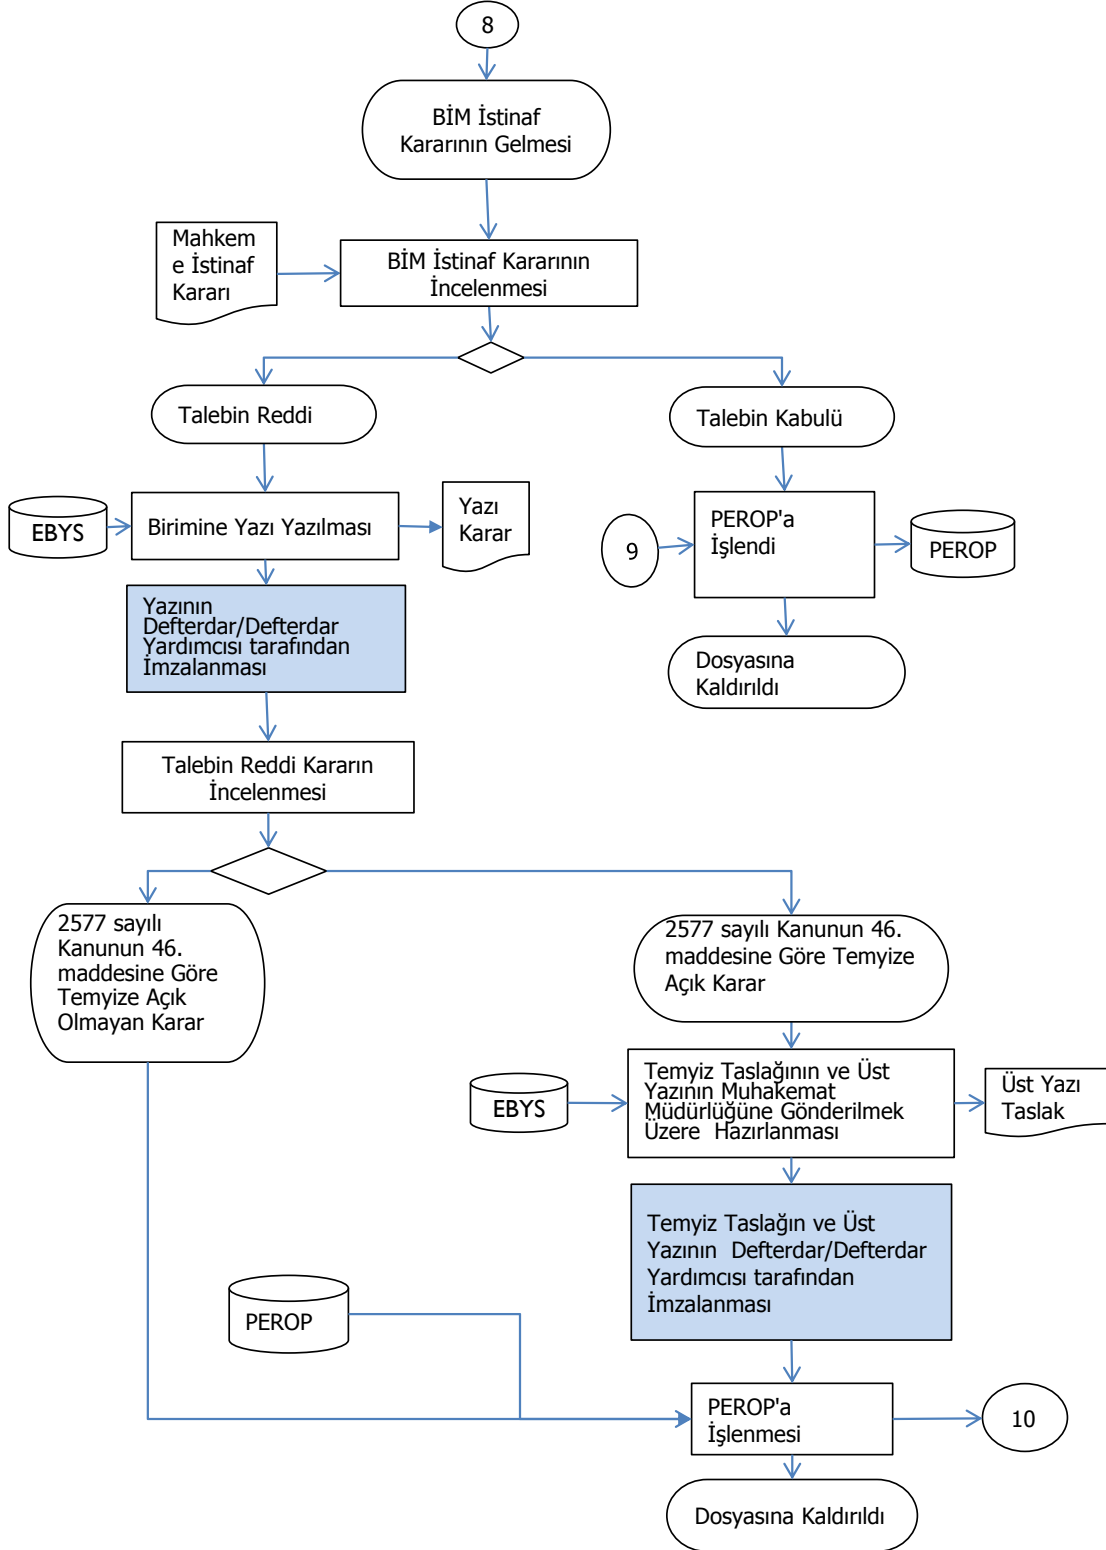 8
BİM İstinaf
Kararının Gelmesi
Mahkem
e İstinaf
Kararı
BİM İstinaf Kararının
İncelenmesi
Talebin Reddi
Talebin Kabulü
EBYS
Birimine Yazı Yazılması
Yazı
Karar
9
PEROP'a
İşlendi
PEROP
Yazının
Defterdar/Defterdar
Yardımcısı tarafından
İmzalanması
Dosyasına
Kaldırıldı
Talebin Reddi Kararın
İncelenmesi
2577 sayılı
Kanunun 46.
maddesine Göre
Temyize Açık
Olmayan Karar
2577 sayılı Kanunun 46.
maddesine Göre Temyize
Açık Karar
EBYS
Temyiz Taslağının ve Üst
Yazının Muhakemat
Müdürlüğüne Gönderilmek
Üzere  Hazırlanması
Üst Yazı
Taslak
Temyiz Taslağın ve Üst
Yazının  Defterdar/Defterdar
Yardımcısı tarafından
İmzalanması
PEROP
PEROP'a
İşlenmesi
10
Dosyasına Kaldırıldı